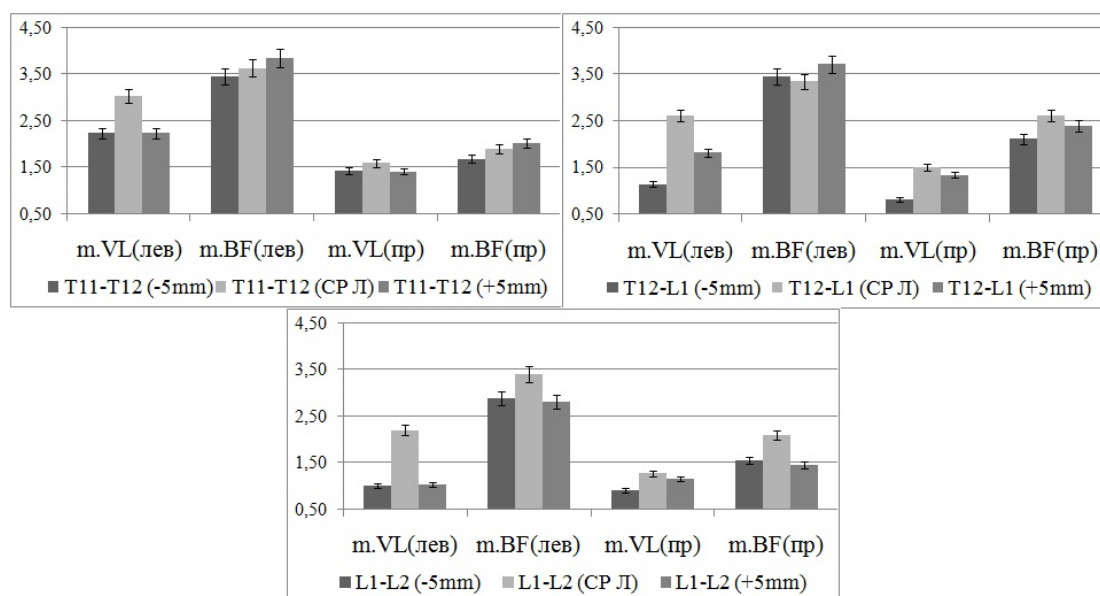 4,50
3,50
2,50
1,50
0,50
m.VL(лев) m.BF(лев) m.VL(пр) m.BF(пр)
T11-T12 (-5mm) T11-T12 (СР Л) T11-T12 (+5mm)
4,50
3,50
2,50
1,50
0,50
m.VL(лев) m.BF(лев) m.VL(пр) m.BF(пр)
T12-L1 (-5mm) T12-L1 (СР Л) T12-L1 (+5mm)
4,50
3,50
2,50
1,50
0,50
m.VL(лев) m.BF(лев) m.VL(пр) m.BF(пр)
L1-L2 (-5mm) L1-L2 (СР Л) L1-L2 (+5mm)